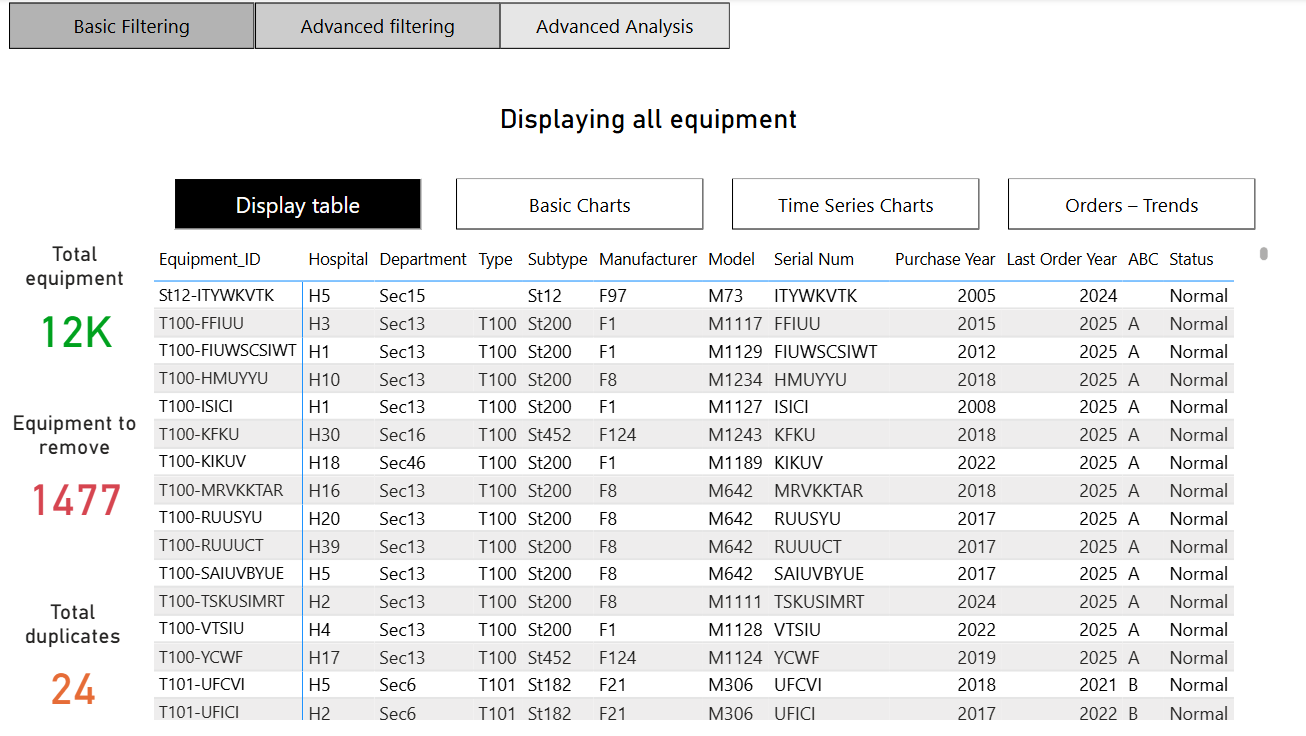 Basic Filtering Advanced filtering Advanced Analysis
Displaying all equipment
Display table Basic Charts Time Series Charts Orders – Trends
Total
equipment
12K
Equipment to
remove
1477
Total
duplicates
24
Equipment_ID Hospital Department Type Subtype Manufacturer Model Serial Num Purchase Year Last Order Year ABC Status
St12-ITYWKVTK H5 Sec15 St12 F97 M73 ITYWKVTK 2005 2024 Normal
T100-FFIUU H3 Sec13 T100 St200 F1 M1117 FFIUU 2015 2025 A Normal
T100-FIUWSCSIWT H1 Sec13 T100 St200 F1 M1129 FIUWSCSIWT 2012 2025 A Normal
T100-HMUYYU H10 Sec13 T100 St200 F8 M1234 HMUYYU 2018 2025 A Normal
T100-ISICI H1 Sec13 T100 St200 F1 M1127 ISICI 2008 2025 A Normal
T100-KFKU H30 Sec16 T100 St452 F124 M1243 KFKU 2018 2025 A Normal
T100-KIKUV H18 Sec46 T100 St200 F1 M1189 KIKUV 2022 2025 A Normal
T100-MRVKKTAR H16 Sec13 T100 St200 F8 M642 MRVKKTAR 2018 2025 A Normal
T100-RUUSYU H20 Sec13 T100 St200 F8 M642 RUUSYU 2017 2025 A Normal
T100-RUUUCT H39 Sec13 T100 St200 F8 M642 RUUUCT 2017 2025 A Normal
T100-SAIUVBYUE H5 Sec13 T100 St200 F8 M642 SAIUVBYUE 2017 2025 A Normal
T100-TSKUSIMRT H2 Sec13 T100 St200 F8 M1111 TSKUSIMRT 2024 2025 A Normal
T100-VTSIU H4 Sec13 T100 St200 F1 M1128 VTSIU 2022 2025 A Normal
T100-YCWF H17 Sec13 T100 St452 F124 M1124 YCWF 2019 2025 A Normal
T101-UFCVI H5 Sec6 T101 St182 F21 M306 UFCVI 2018 2021 B Normal
T101-UFICI H2 Sec6 T101 St182 F21 M306 UFICI 2017 2022 B Normal